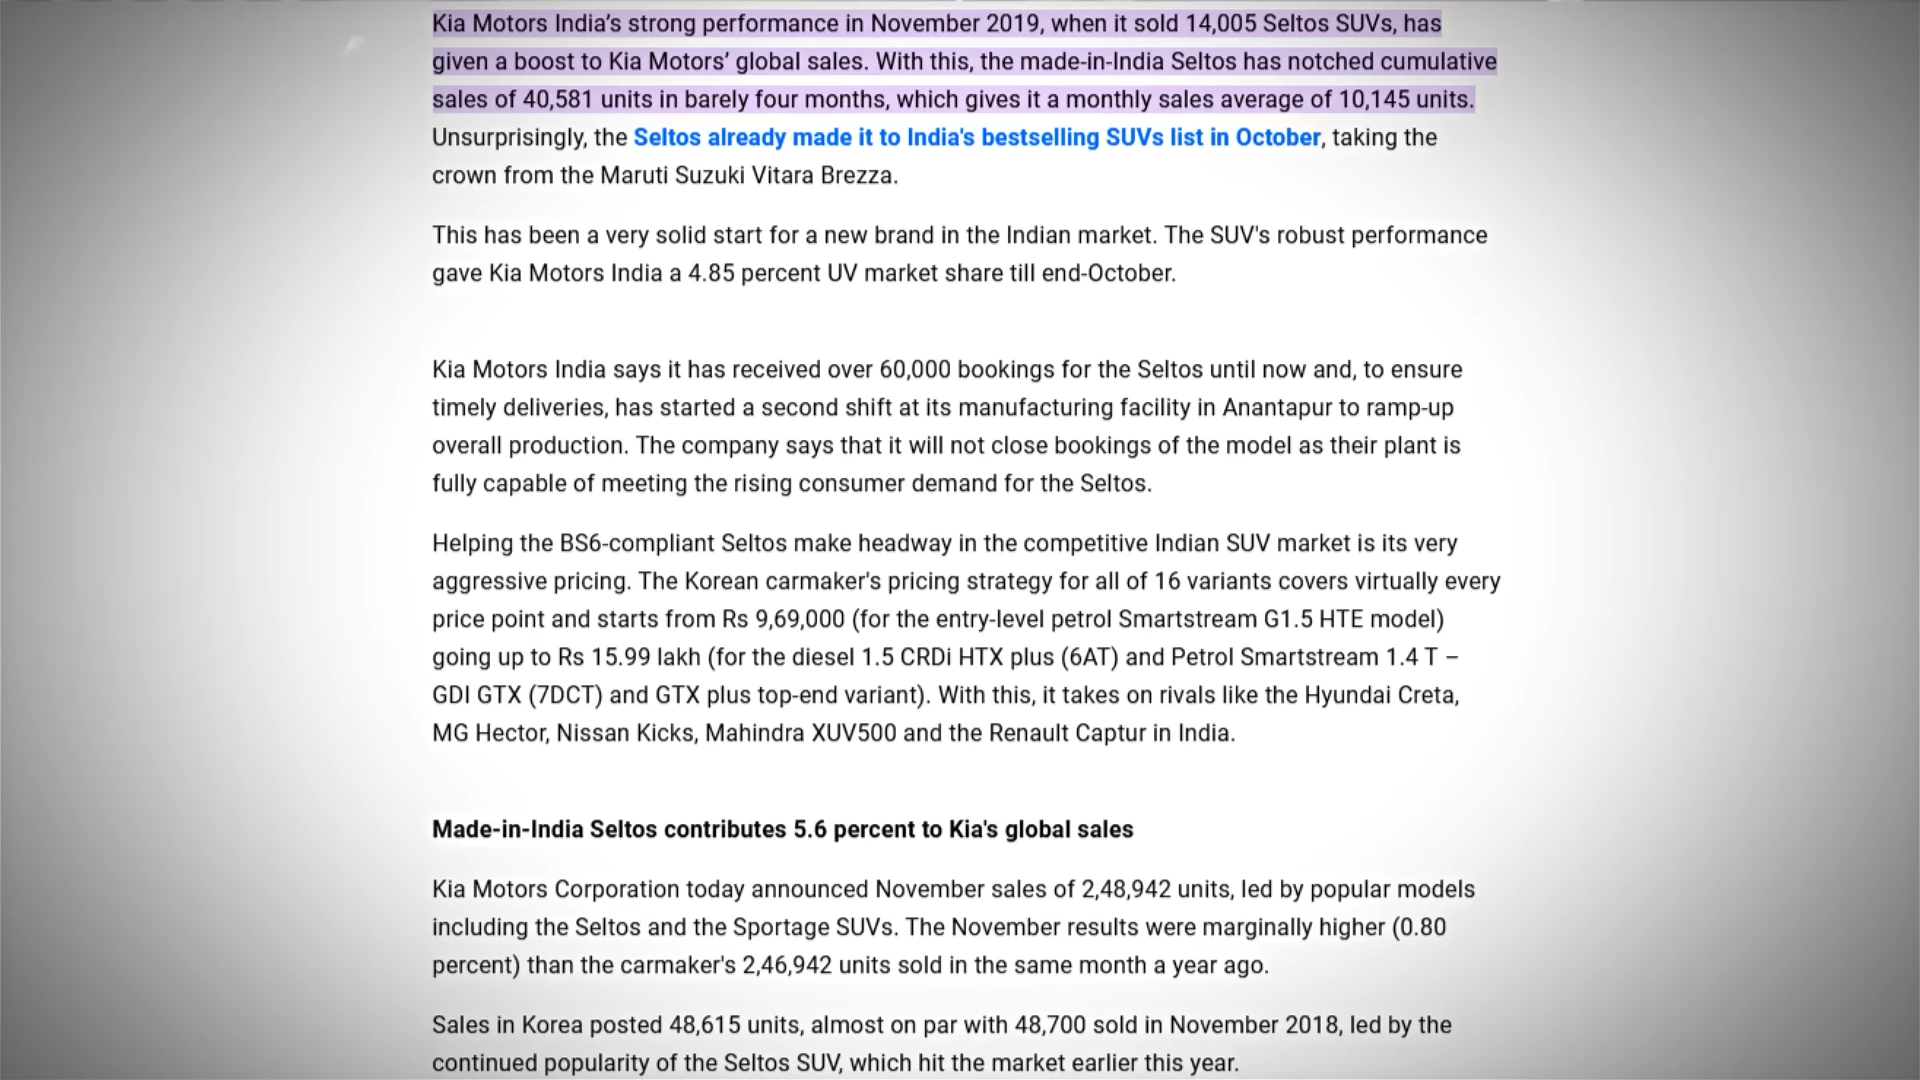 Kia Motors India’s strong performance in November 2019, when it sold 14,005 Seltos SUVs, has
given a boost to Kia Motors’ global sales. With this, the made-in-India Seltos has notched cumulative
sales of 40,581 units in barely four months, which gives it a monthly sales average of 10,145 units.
Unsurprisingly, the Seltos already made it to India's bestselling SUVs list in October, taking the
crown from the Maruti Suzuki Vitara Brezza.
This has been a very solid start for a new brand in the Indian market. The SUV's robust performance
gave Kia Motors India a 4.85 percent UV market share till end-October.
Kia Motors India says it has received over 60,000 bookings for the Seltos until now and, to ensure
timely deliveries, has started a second shift at its manufacturing facility in Anantapur to ramp-up
overall production. The company says that it will not close bookings of the model as their plant is
fully capable of meeting the rising consumer demand for the Seltos.
Helping the BS6-compliant Seltos make headway in the competitive Indian SUV market is its very
aggressive pricing. The Korean carmaker's pricing strategy for all of 16 variants covers virtually every
price point and starts from Rs 9,69,000 (for the entry-level petrol Smartstream G1.5 HTE model)
going up to Rs 15.99 lakh (for the diesel 1.5 CRDi HTX plus (6AT) and Petrol Smartstream 1.4 T –
GDI GTX (7DCT) and GTX plus top-end variant). With this, it takes on rivals like the Hyundai Creta,
MG Hector, Nissan Kicks, Mahindra XUV500 and the Renault Captur in India.
Made-in-India Seltos contributes 5.6 percent to Kia's global sales
Kia Motors Corporation today announced November sales of 2,48,942 units, led by popular models
including the Seltos and the Sportage SUVs. The November results were marginally higher (0.80
percent) than the carmaker's 2,46,942 units sold in the same month a year ago.
Sales in Korea posted 48,615 units, almost on par with 48,700 sold in November 2018, led by the
continued popularity of the Seltos SUV, which hit the market earlier this year.